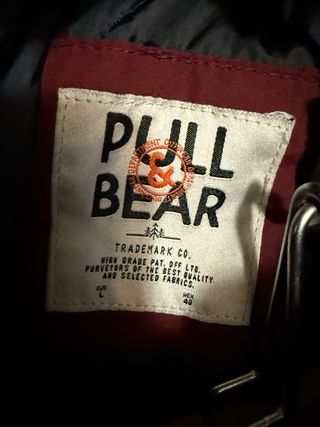 PULL
&
BEAR
TRADEMARK CO.
HIGH GRADE PAT. OFF LTD.
PURVEYORS OF THE BEST QUALITY
AND SELECTED FABRICS.
EUR MEX
L 40